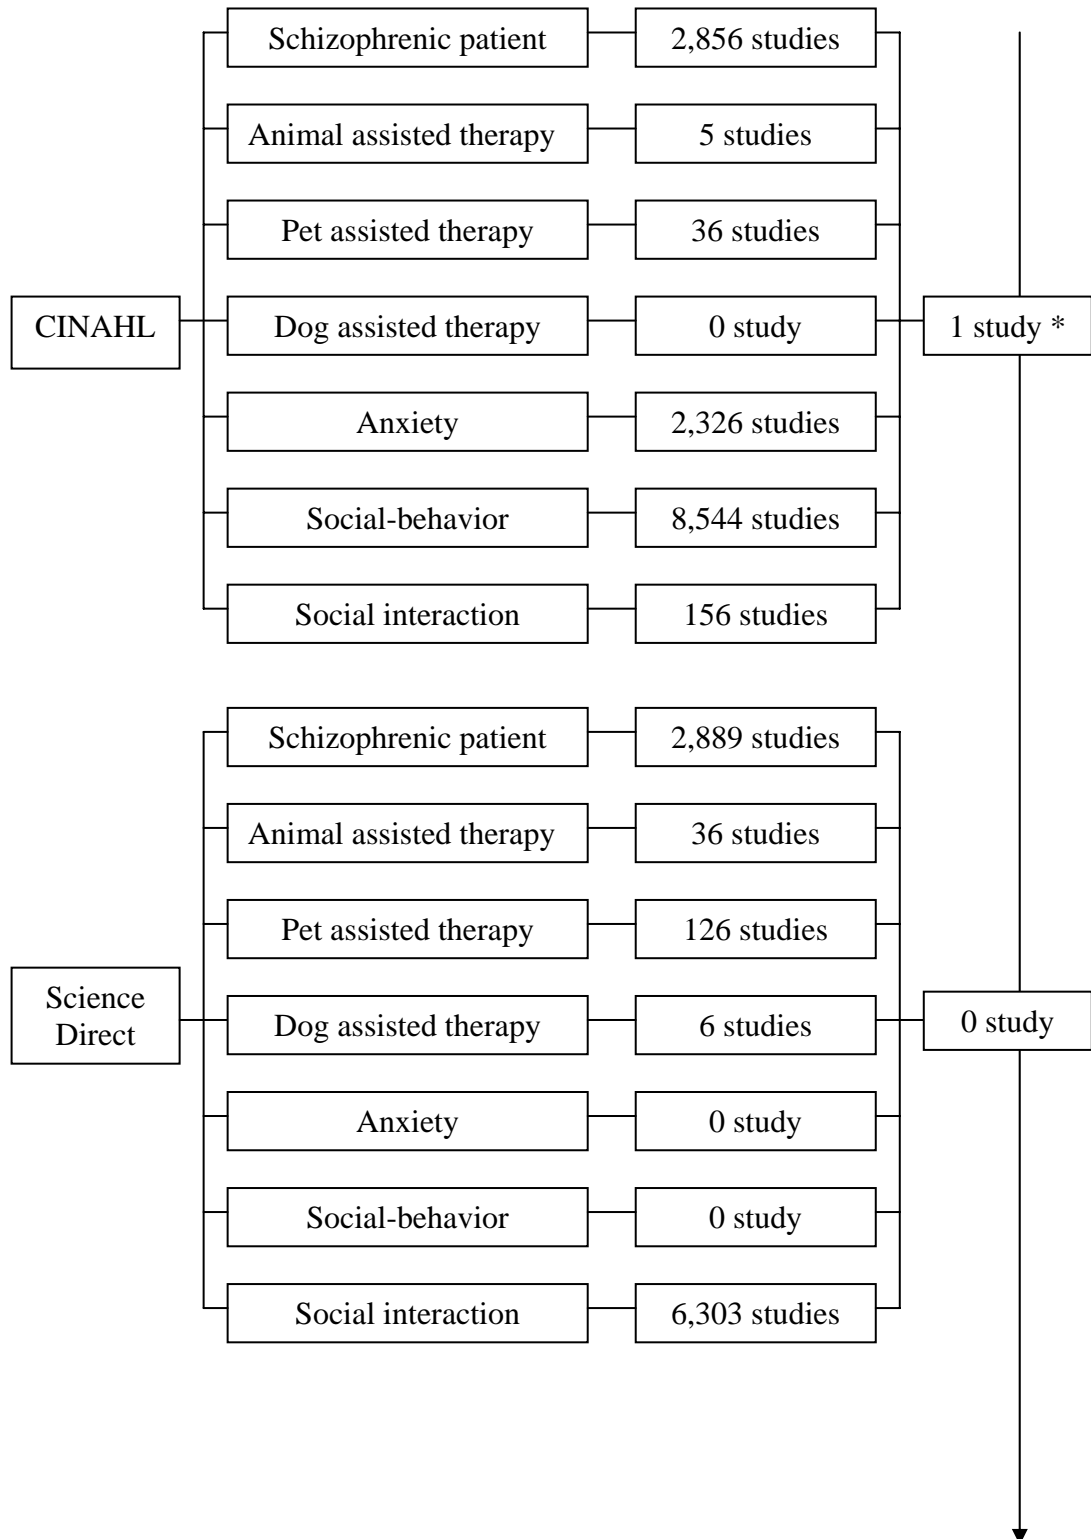 Schizophrenic patient
2,856 studies
Animal assisted therapy
5 studies
Pet assisted therapy
36 studies
CINAHL
Dog assisted therapy
0 study
1 study *
Anxiety
2,326 studies
Social-behavior
8,544 studies
Social interaction
156 studies
Schizophrenic patient
2,889 studies
Animal assisted therapy
36 studies
Pet assisted therapy
126 studies
Science
Direct
Dog assisted therapy
6 studies
0 study
Anxiety
0 study
Social-behavior
0 study
Social interaction
6,303 studies